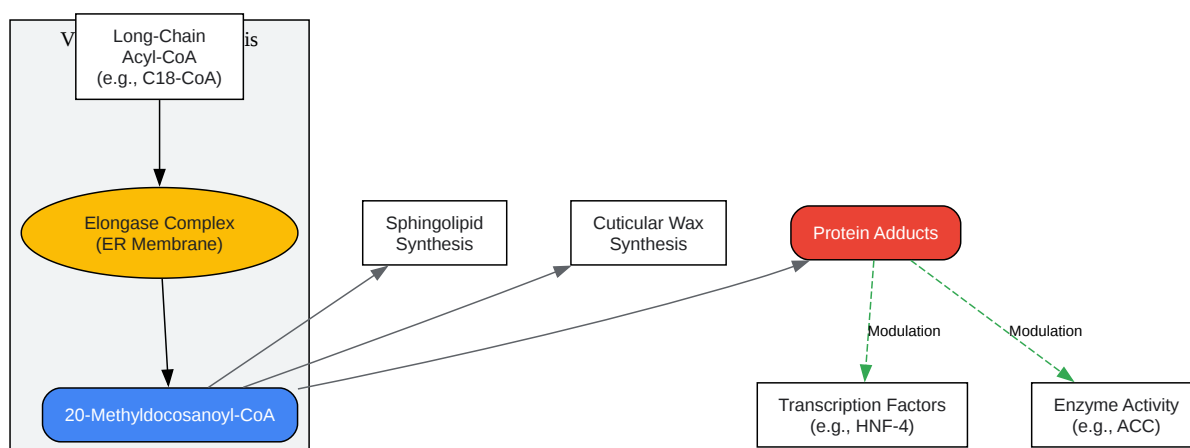 Long-Chain
Acyl-CoA
(e.g., C18-CoA)
Elongase Complex
(ER Membrane)
Sphingolipid
Synthesis
Cuticular Wax
Synthesis
Protein Adducts
Modulation
Modulation
20-Methyldocosanoyl-CoA
Transcription Factors
(e.g., HNF-4)
Enzyme Activity
(e.g., ACC)